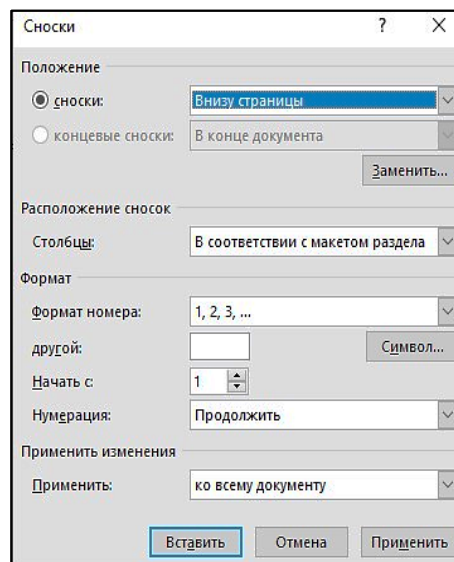 Сноски ?
Положение
сноски: Внизу страницы
концевые сноски: В конце документа
Заменить...
Расположение сносок
Столбцы: В соответствии с макетом раздела
Формат
Формат номера: 1, 2, 3, ...
другой: Символ...
Начать с: 1
Нумерация: Продолжить
Применить изменения
Применить: ко всему документу
Вставить Отмена Применить